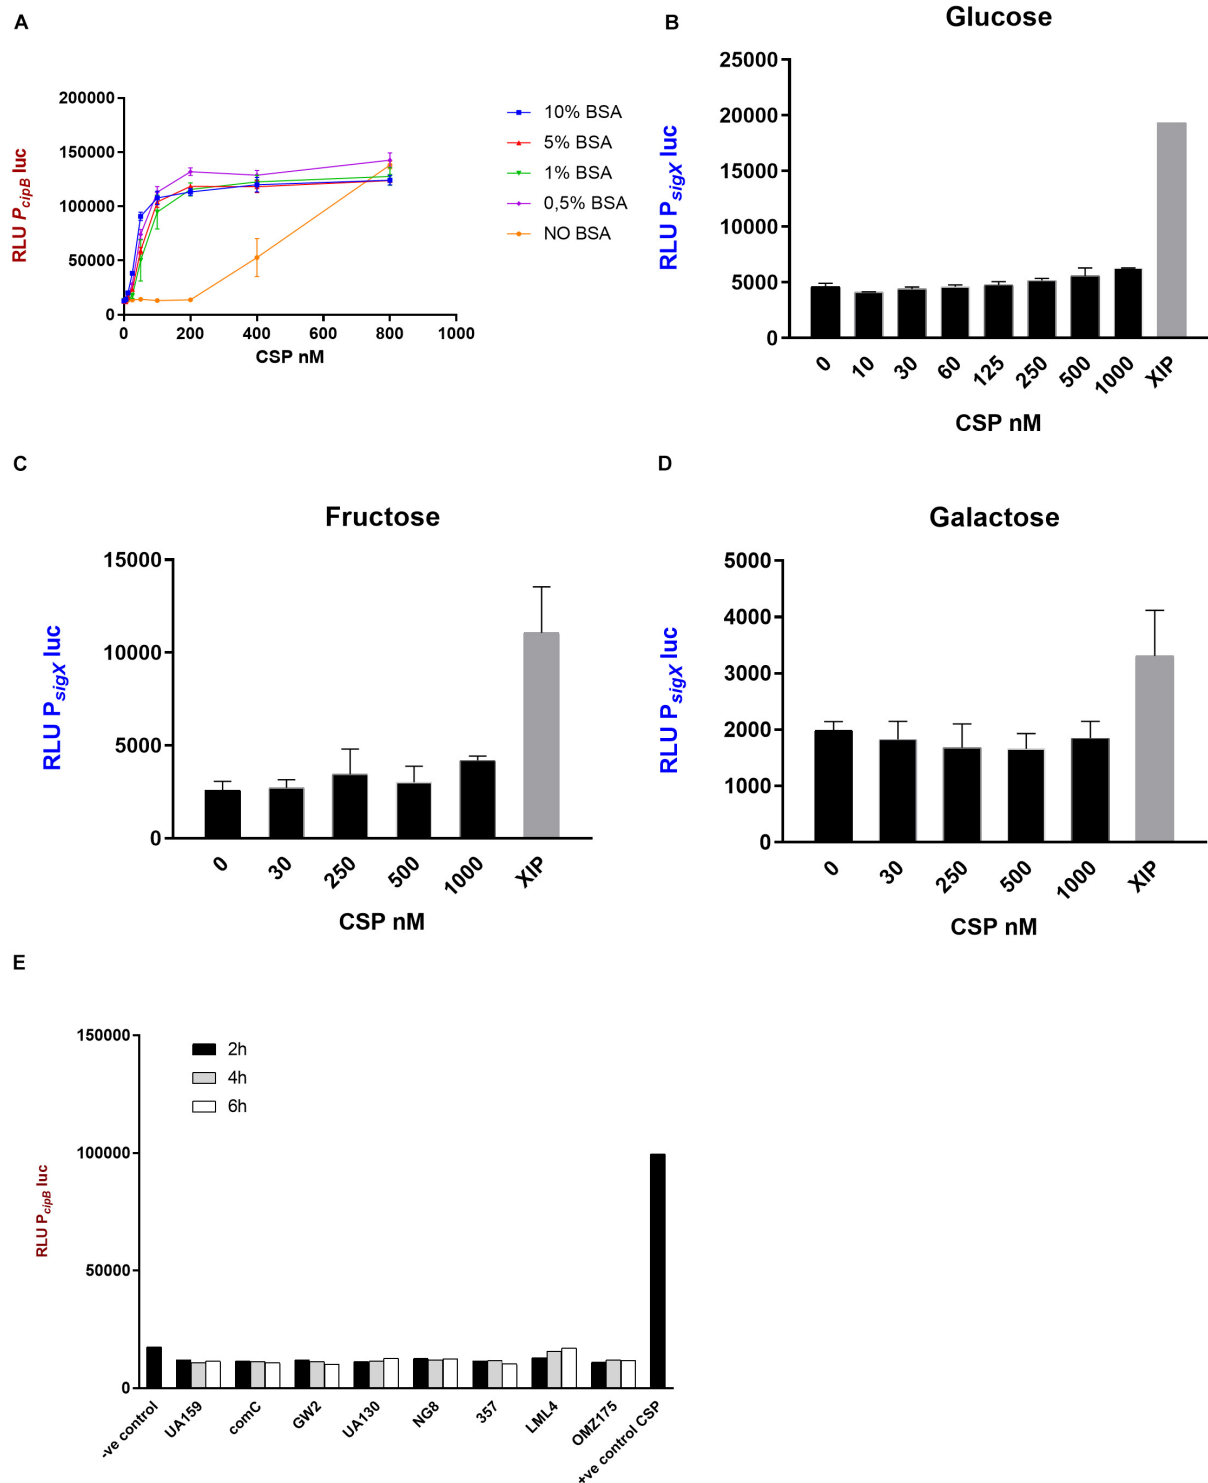 A
200000
150000
100000
50000
0
RLU PcipB luc
0 200 400 600 800 1000
CSP nM
10% BSA
5% BSA
1% BSA
0,5% BSA
NO BSA
B
Glucose
25000
20000
15000
10000
5000
0
RLU PsigX luc
0 10 30 60 125 250 500 1000 XIP
CSP nM
C
Fructose
15000
10000
5000
0
RLU PsigX luc
0 30 250 500 1000 XIP
CSP nM
D
Galactose
5000
4000
3000
2000
1000
0
RLU PsigX luc
0 30 250 500 1000 XIP
CSP nM
E
150000
100000
50000
0
RLU PcipB luc
2h
4h
6h
-ve control UA159 comC GW2 UA130 NG8 357 LML4 OMZ175 +ve control CSP